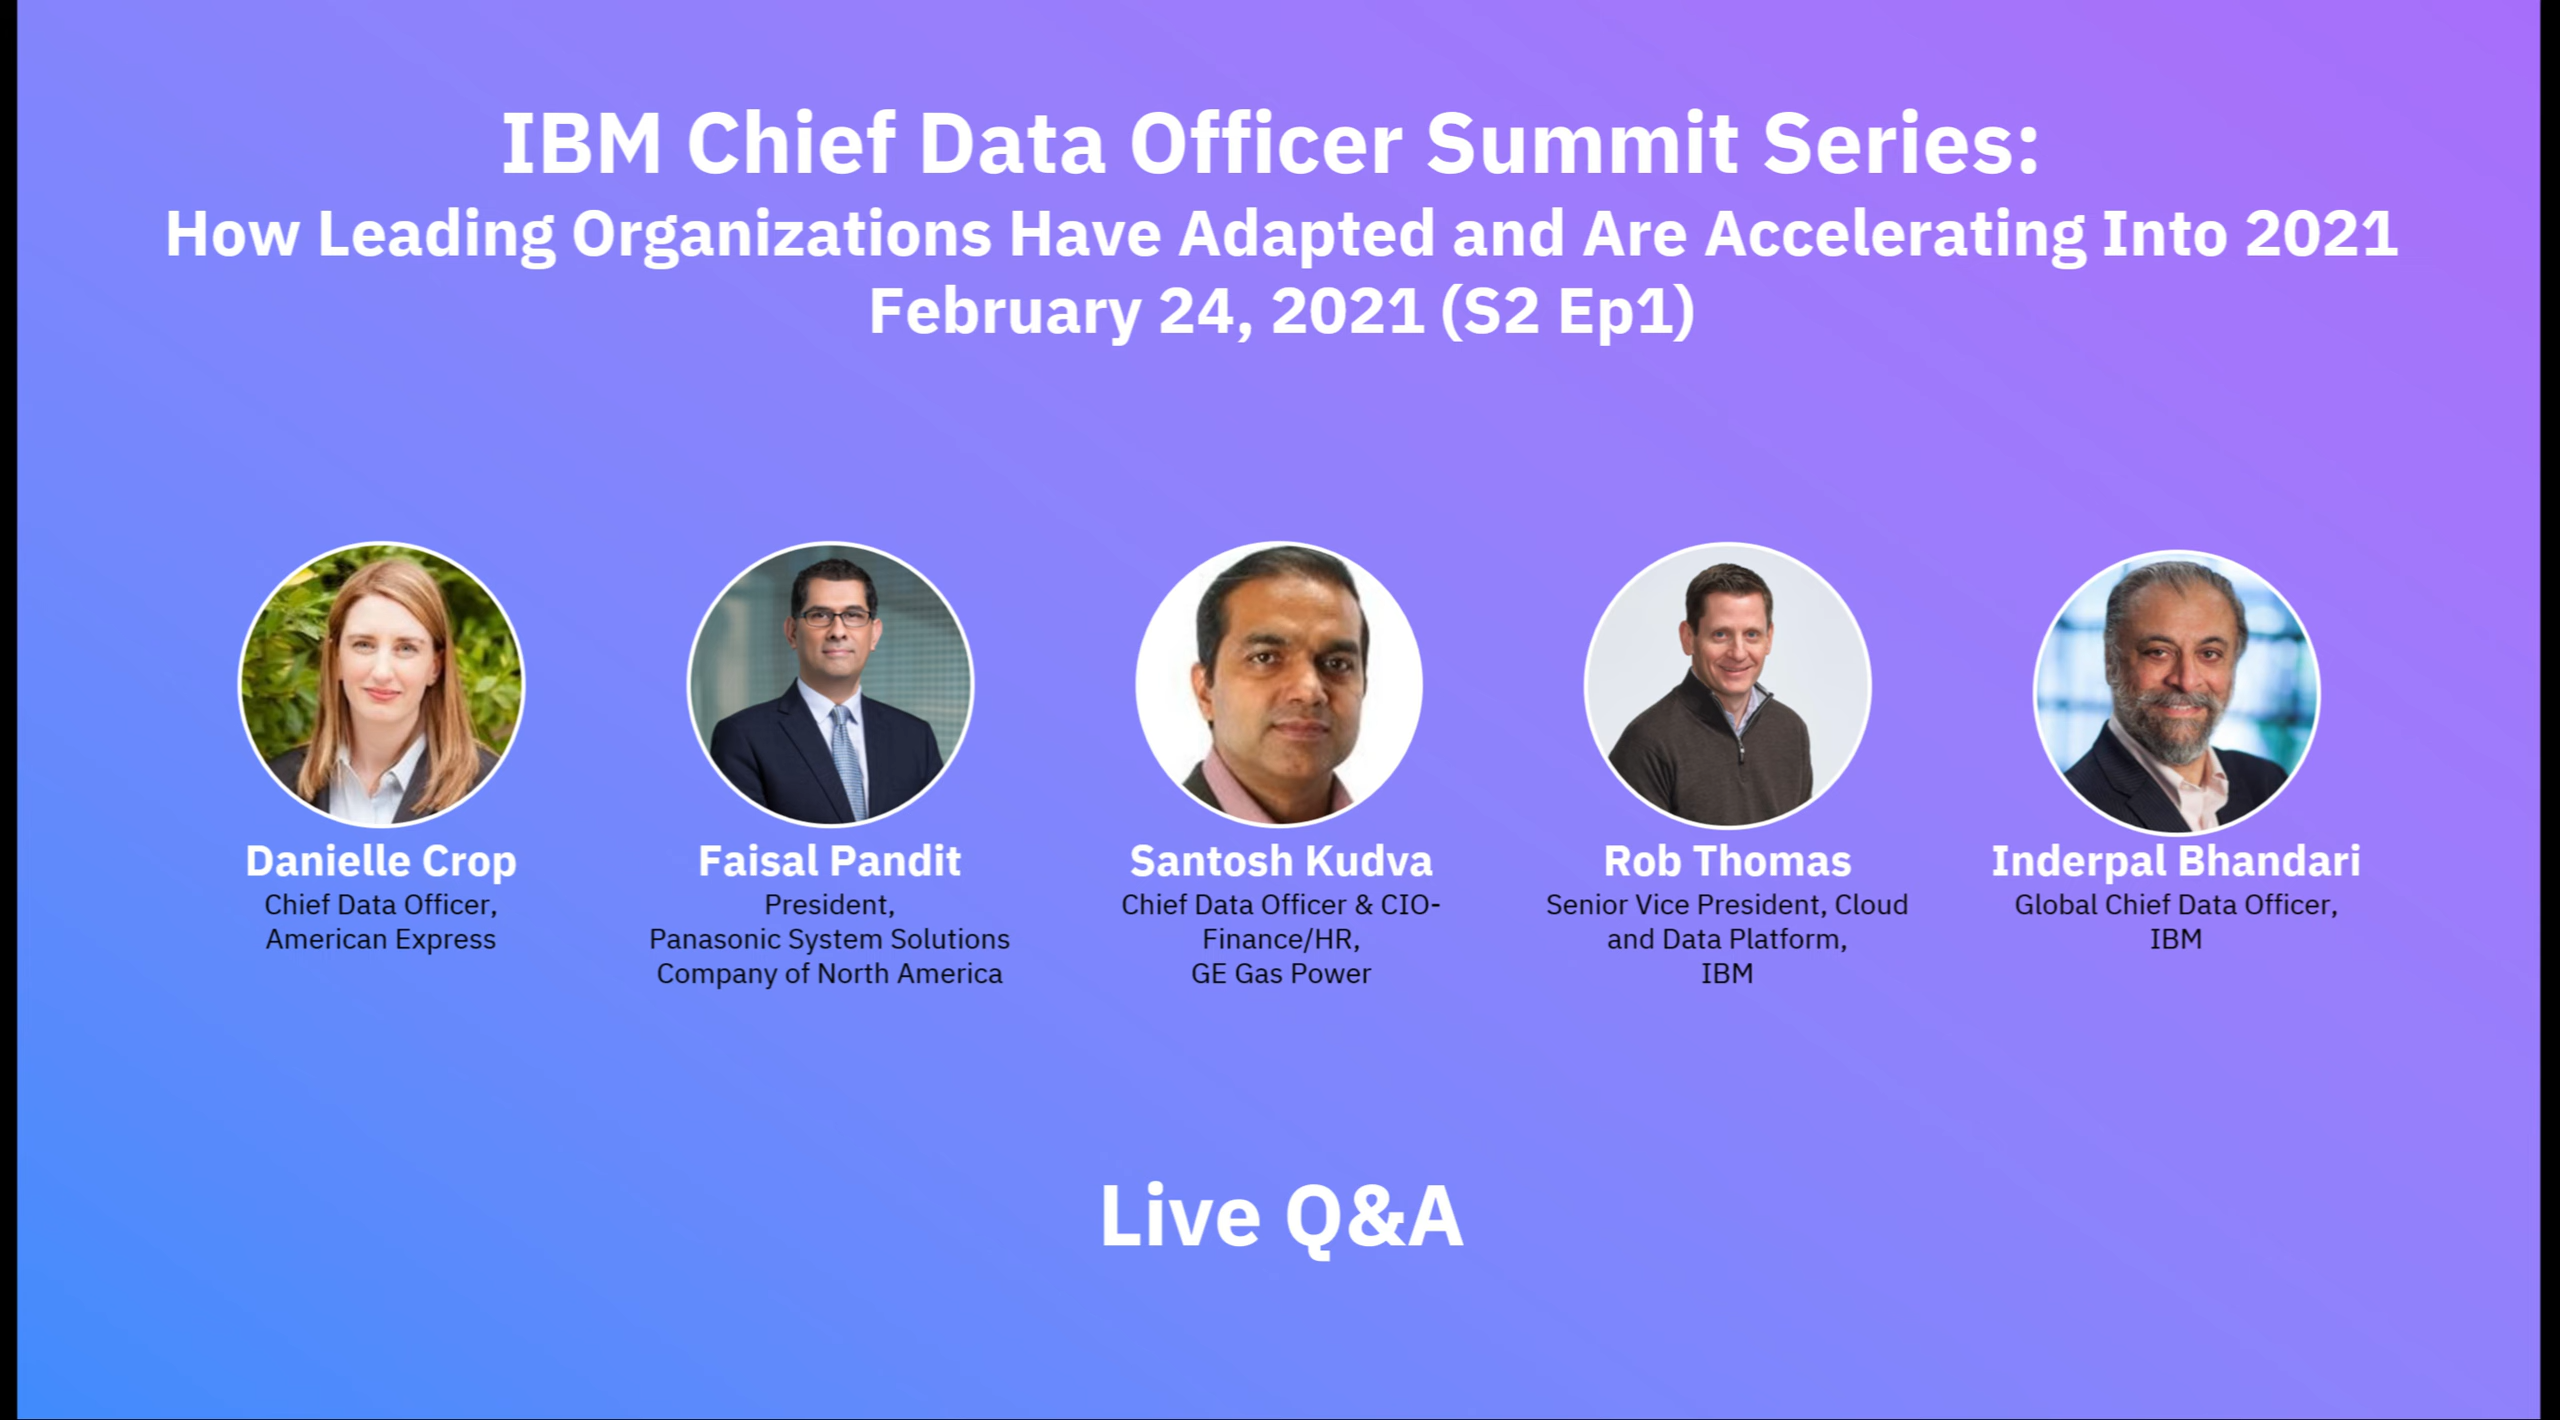 IBM Chief Data Officer Summit Series:
How Leading Organizations Have Adapted and Are Accelerating Into 2021
February 24, 2021 (S2 Ep1)
Danielle Crop
Chief Data Officer,
American Express
Faisal Pandit
President,
Panasonic System Solutions
Company of North America
Santosh Kudva
Chief Data Officer & CIO-
Finance/HR,
GE Gas Power
Rob Thomas
Senior Vice President, Cloud
and Data Platform,
IBM
Inderpal Bhandari
Global Chief Data Officer,
IBM
Live Q&A